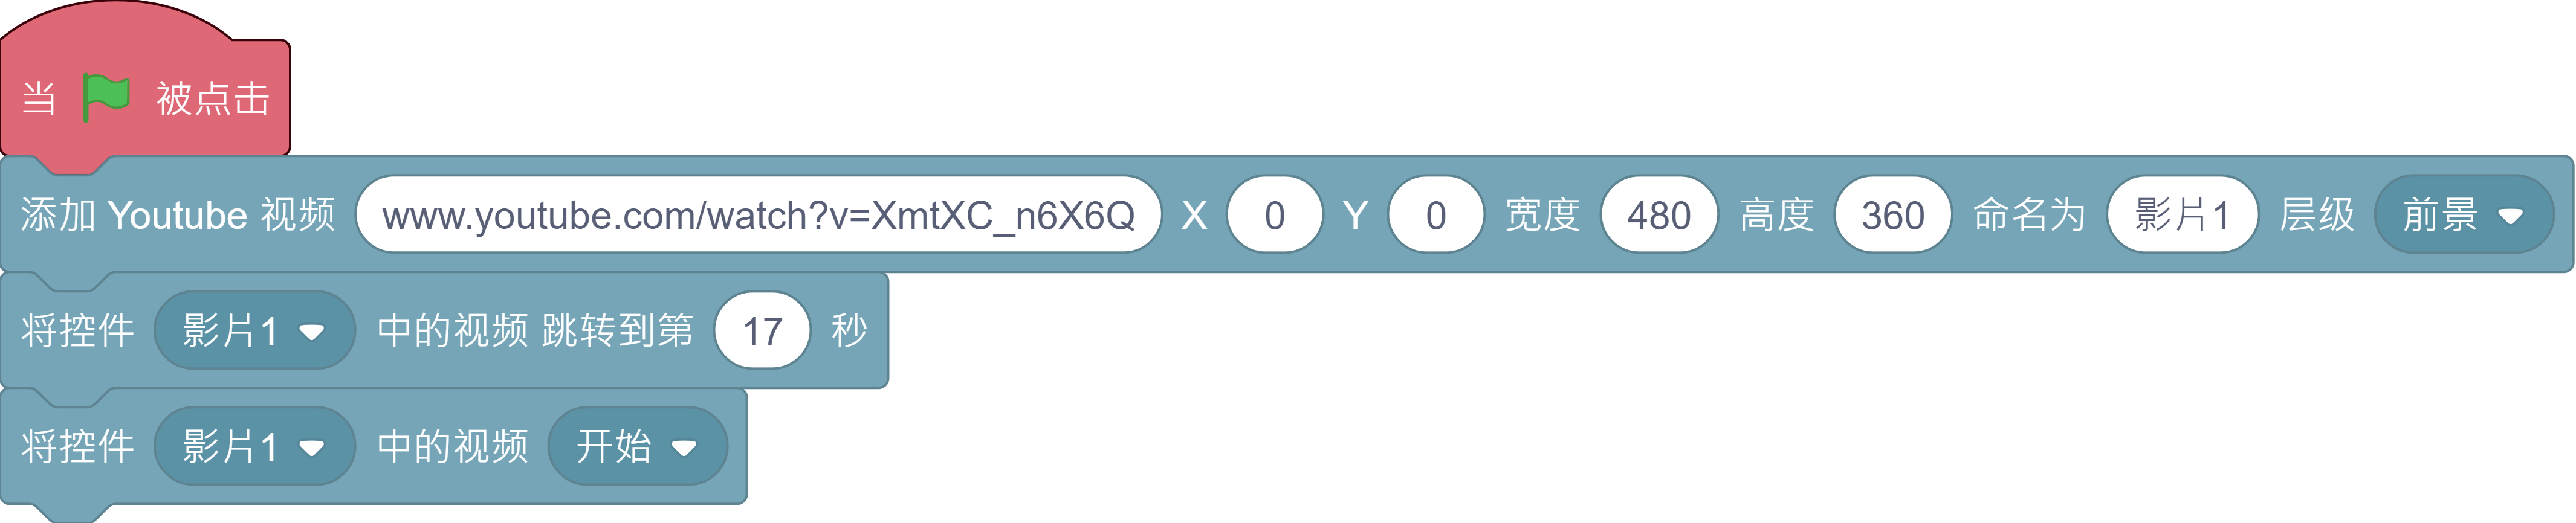 当 被点击
添加 Youtube 视频 www.youtube.com/watch?v=XmtXC_n6X6Q X 0 Y 0 宽度 480 高度 360 命名为 影片1 层级 前景
将控件 影片1 中的视频 跳转到第 17 秒
将控件 影片1 中的视频 开始